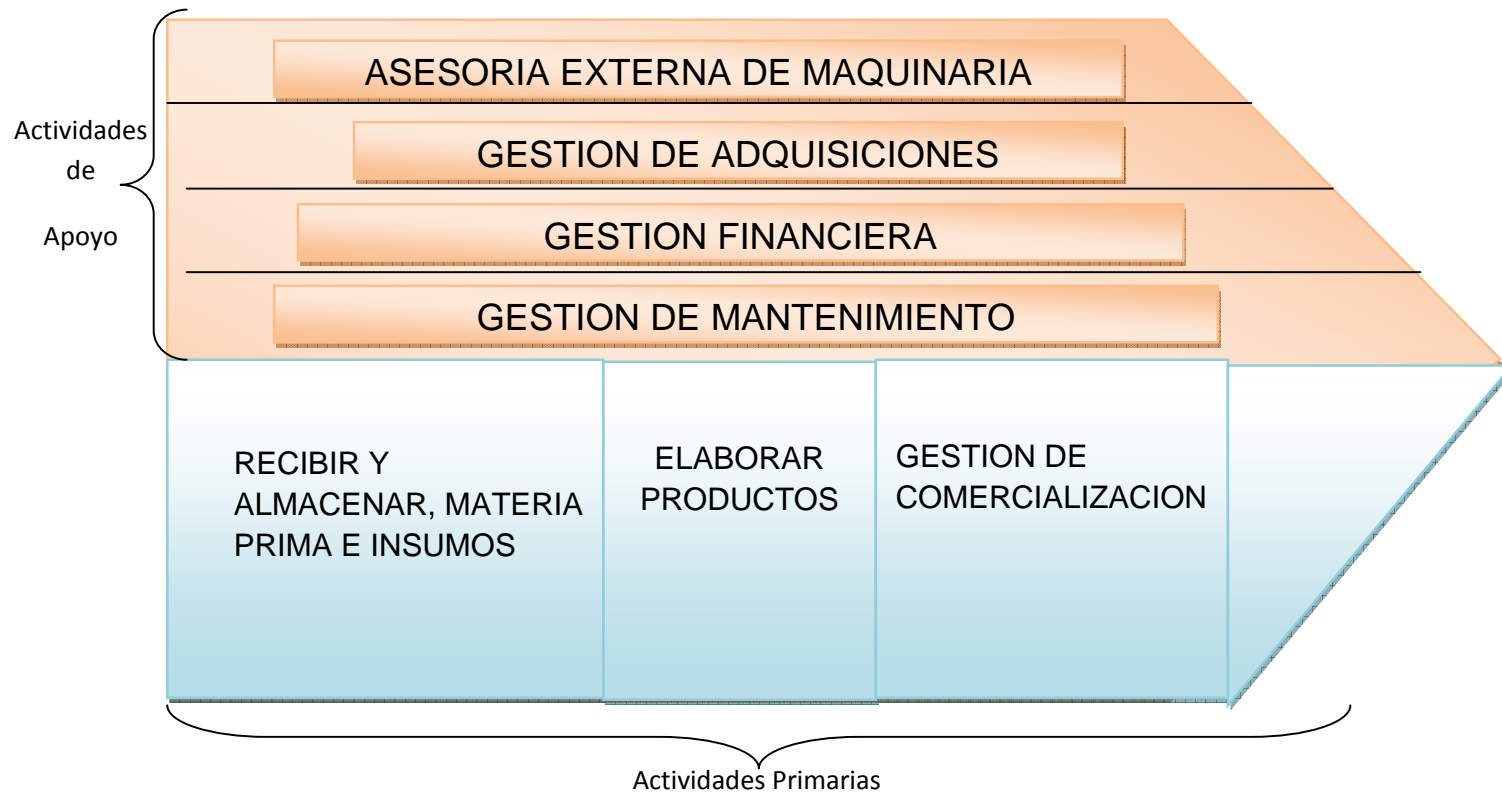 ASESORIA EXTERNA DE MAQUINARIA
GESTION DE ADQUISICIONES
GESTION FINANCIERA
GESTION DE MANTENIMIENTO
Actividades
de
Apoyo
RECIBIR Y
ALMACENAR, MATERIA
PRIMA E INSUMOS
ELABORAR
PRODUCTOS
GESTION DE
COMERCIALIZACION
Actividades Primarias